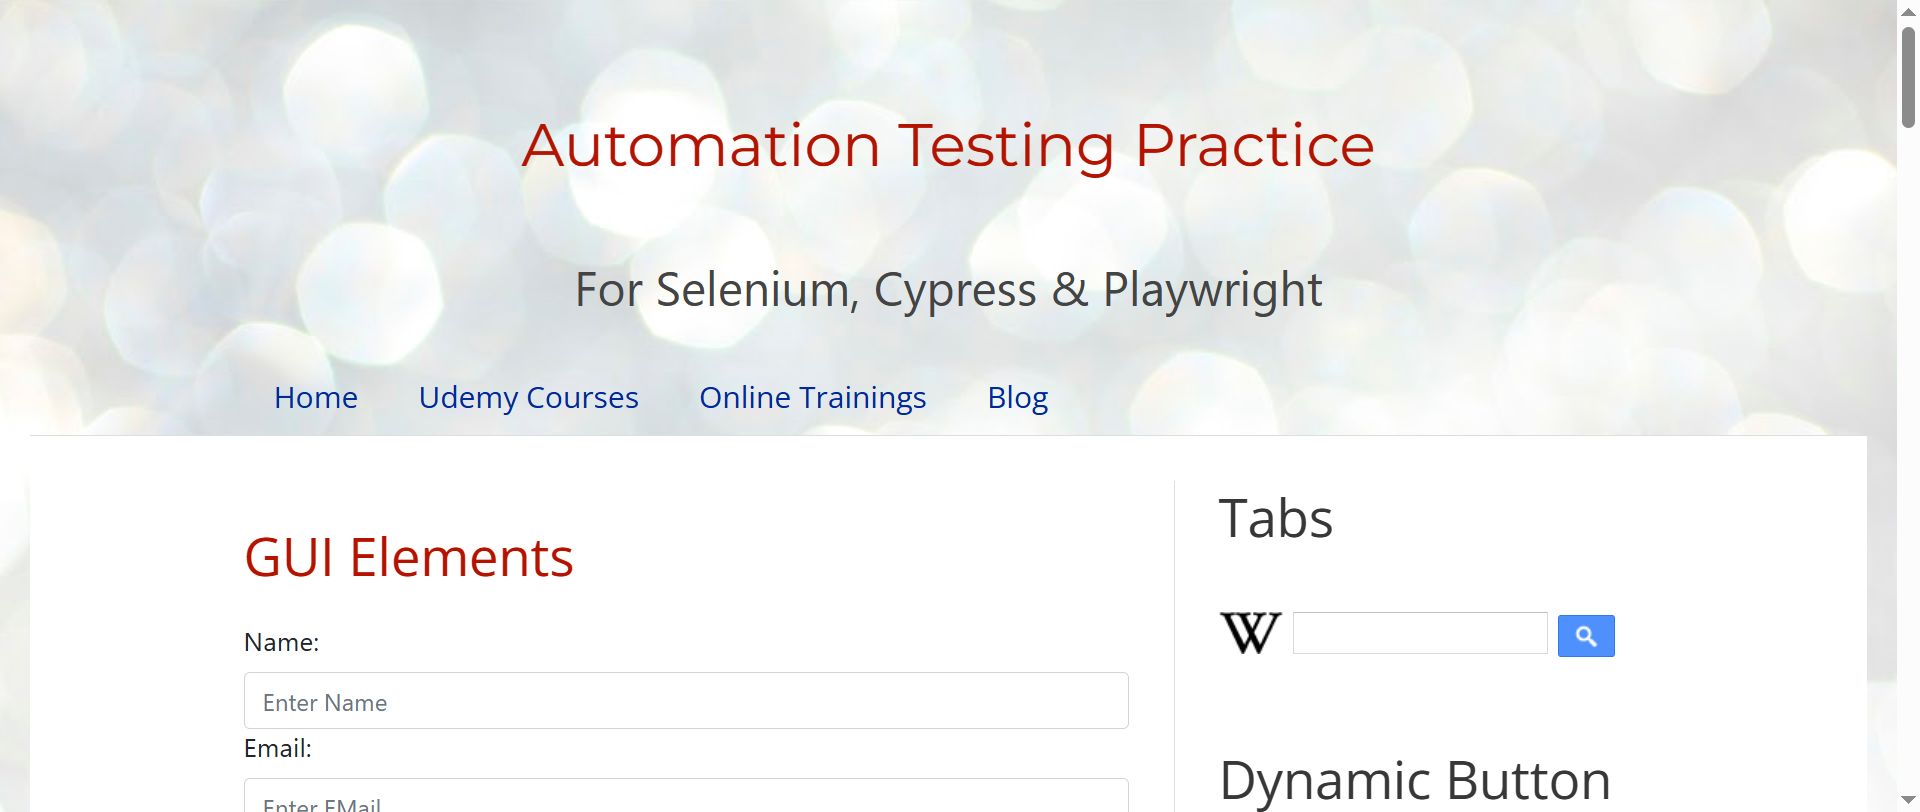 Automation Testing Practice
For Selenium, Cypress & Playwright
Home Udemy Courses Online Trainings Blog
GUI Elements
Name:
Enter Name
Email:
Enter EMail
Tabs
W
Dynamic Button